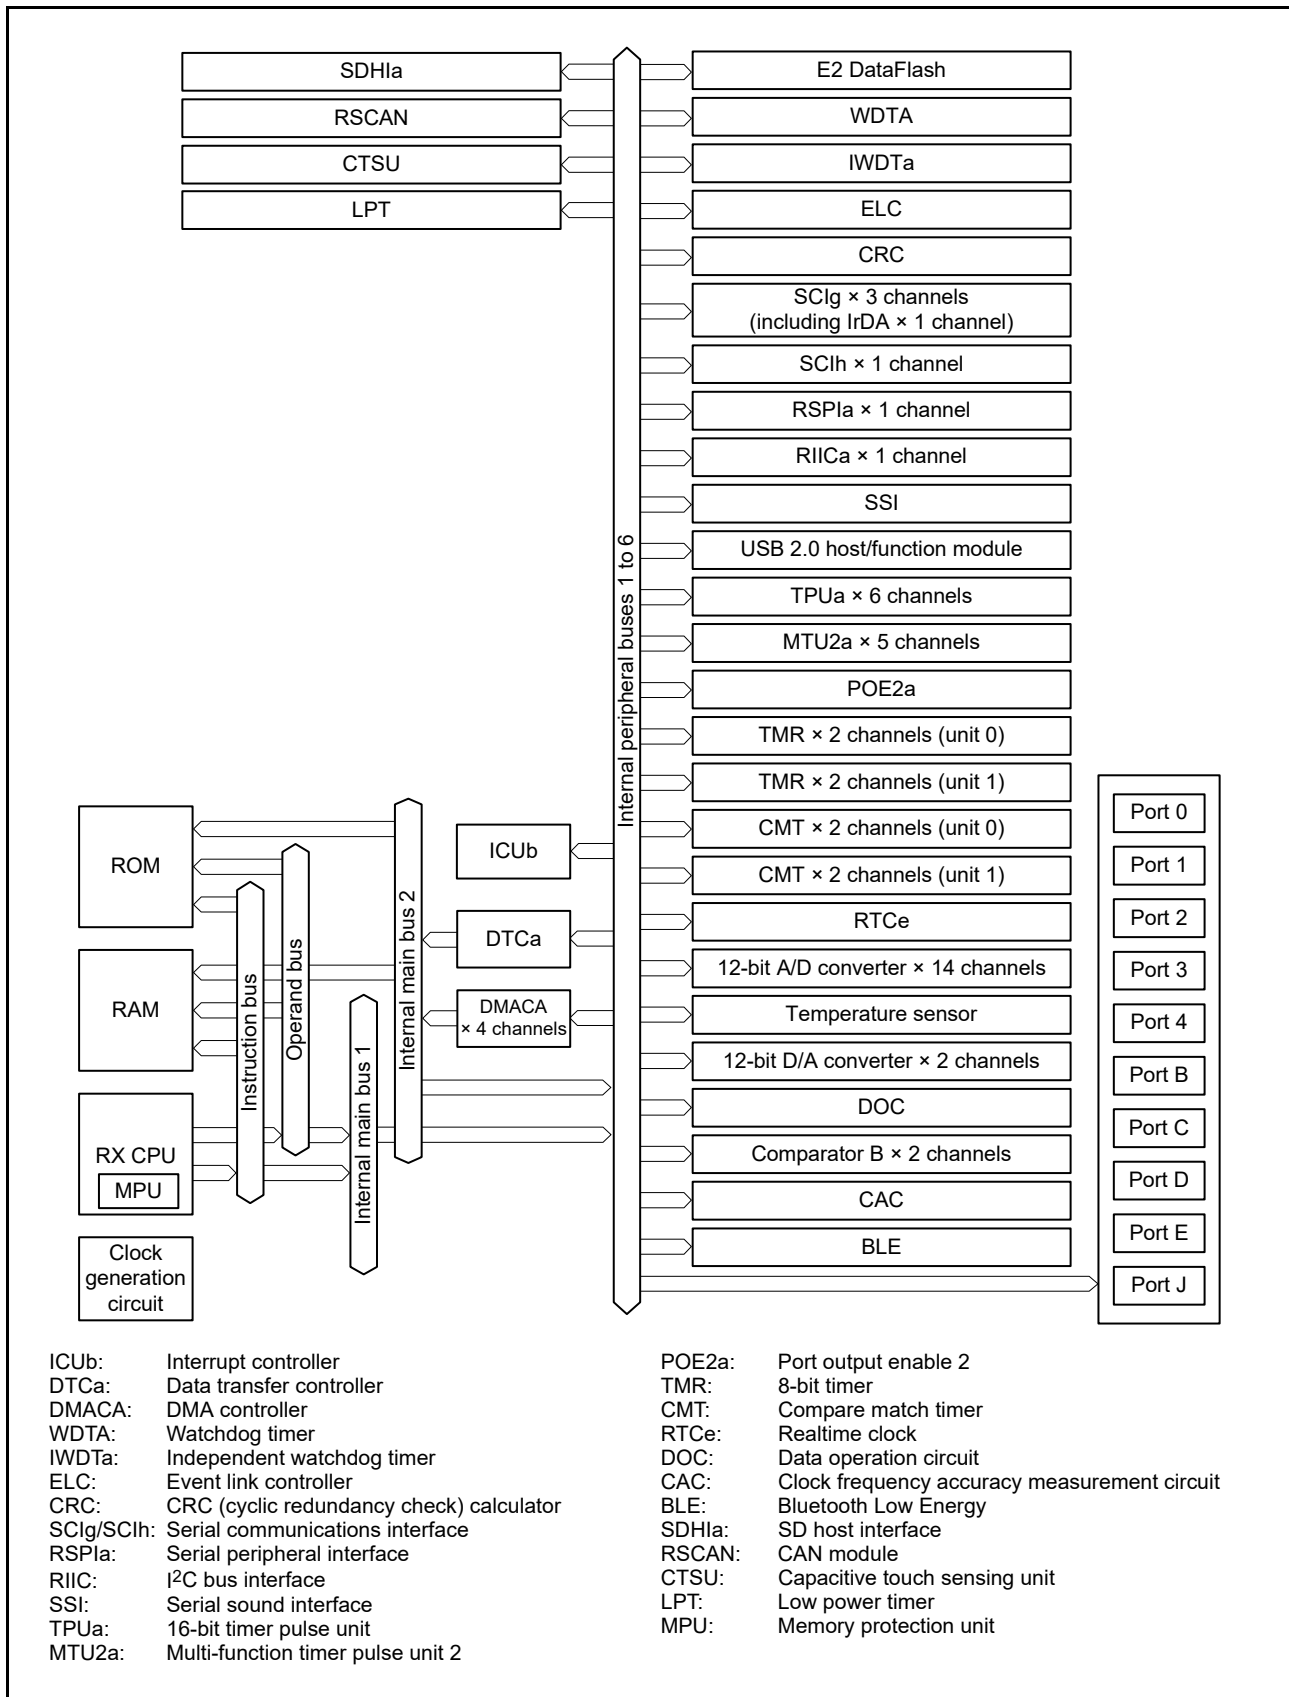 SDHIa
RSCAN
CTSU
LPT
E2 DataFlash
WDTA
IWDTa
ELC
CRC
SCIg × 3 channels
(including IrDA × 1 channel)
SCIh × 1 channel
RSPIa × 1 channel
RIICa × 1 channel
SSI
USB 2.0 host/function module
TPUa × 6 channels
MTU2a × 5 channels
POE2a
TMR × 2 channels (unit 0)
TMR × 2 channels (unit 1)
CMT × 2 channels (unit 0)
CMT × 2 channels (unit 1)
RTCe
12-bit A/D converter × 14 channels
Temperature sensor
12-bit D/A converter × 2 channels
DOC
Comparator B × 2 channels
CAC
BLE
Internal peripheral buses 1 to 6
ROM
RAM
RX CPU
MPU
Clock
generation
circuit
Instruction bus
Operand bus
Internal main bus 1
Internal main bus 2
ICUb
DTCa
DMACA
× 4 channels
Port 0
Port 1
Port 2
Port 3
Port 4
Port B
Port C
Port D
Port E
Port J
ICUb: Interrupt controller
DTCa: Data transfer controller
DMACA: DMA controller
WDTA: Watchdog timer
IWDTa: Independent watchdog timer
ELC: Event link controller
CRC: CRC (cyclic redundancy check) calculator
SCIg/SCIh: Serial communications interface
RSPIa: Serial peripheral interface
RIIC: I2C bus interface
SSI: Serial sound interface
TPUa: 16-bit timer pulse unit
MTU2a: Multi-function timer pulse unit 2
POE2a: Port output enable 2
TMR: 8-bit timer
CMT: Compare match timer
RTCe: Realtime clock
DOC: Data operation circuit
CAC: Clock frequency accuracy measurement circuit
BLE: Bluetooth Low Energy
SDHIa: SD host interface
RSCAN: CAN module
CTSU: Capacitive touch sensing unit
LPT: Low power timer
MPU: Memory protection unit